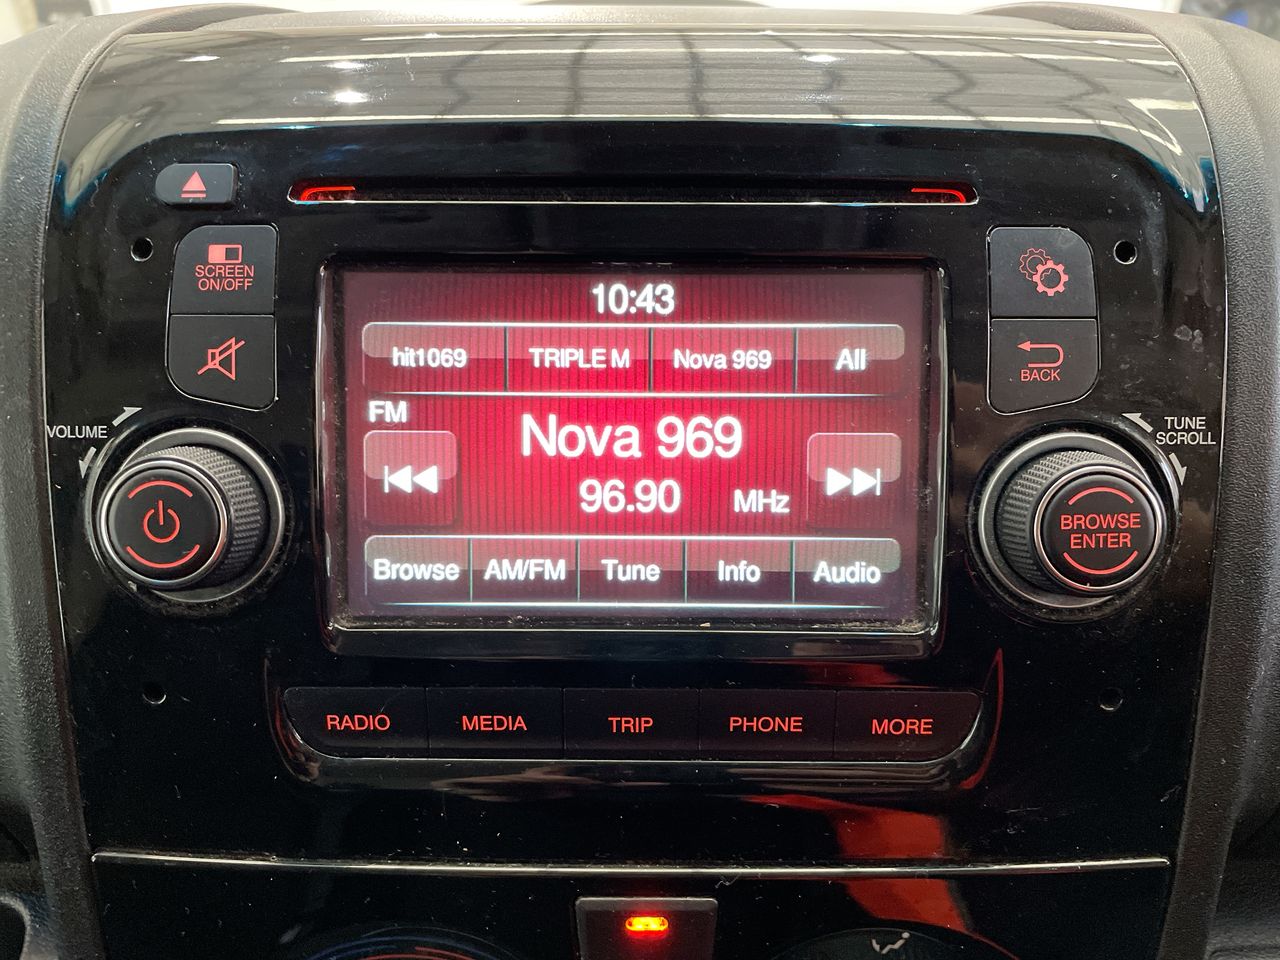 SCREEN
ON/OFF
10:43
hit1069 TRIPLE M Nova 969 All
BACK
FM
Nova 969
VOLUME
TUNE
SCROLL
96.90 MHz
BROWSE
ENTER
Browse AM/FM Tune Info Audio
RADIO MEDIA TRIP PHONE MORE